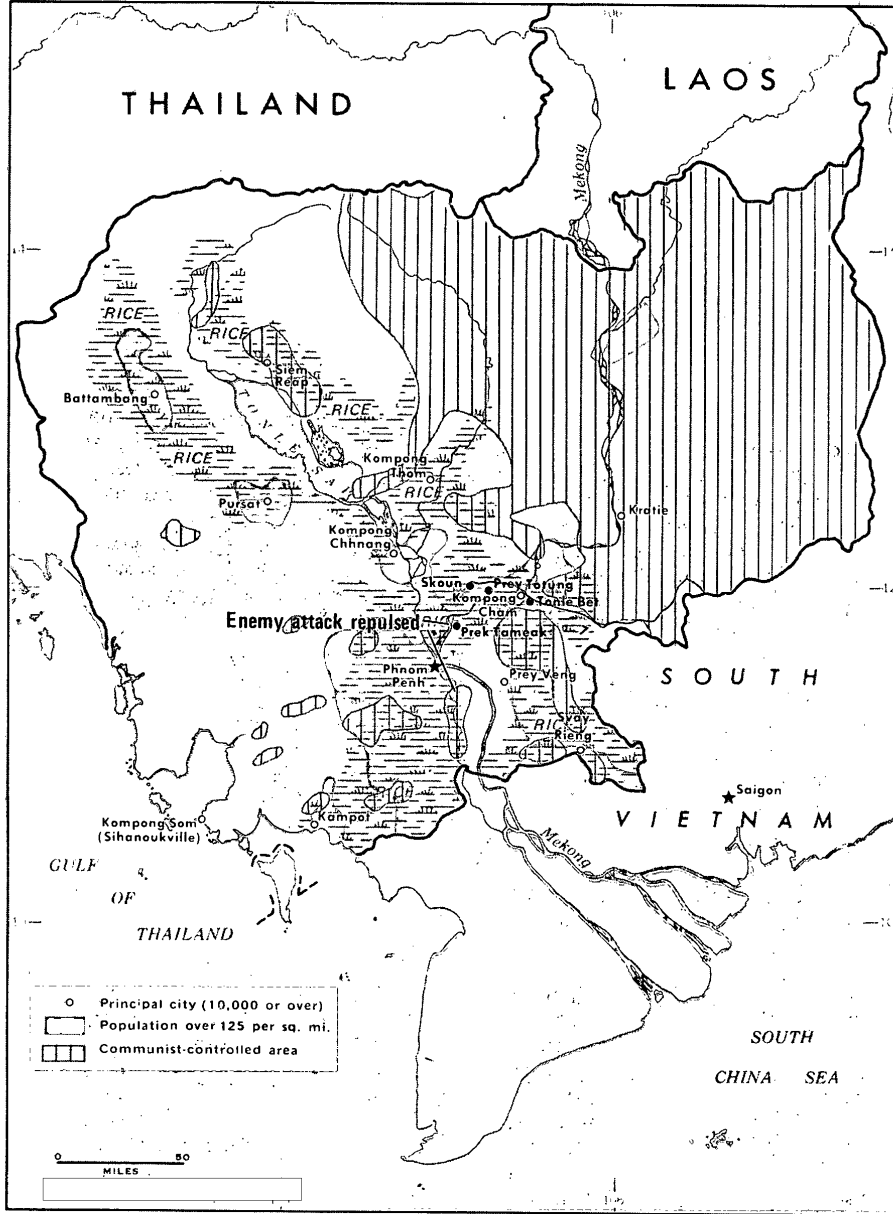 THAILAND
LAOS
Mekong
RICE
RICE
Siem
Reap
Battambang
TONLE SAP
RICE
RICE
Kompong
Thom
RICE
Pursat
Kratie
Kompong
Chhnang
Skoun
Prey Totung
Kompong
Cham
Tonle Bet
Enemy attack repulsed
Prek Tameak
Phnom
Penh
SOUTH
Prey Veng
Svay
Rieng
Saigon
VIETNAM
Kompong Som
(Sihanoukville)
Kampot
Mekong
GULF
OF
THAILAND
Principal city (10,000 or over)
Population over 125 per sq. mi.
Communist-controlled area
SOUTH
CHINA SEA
0 50
MILES